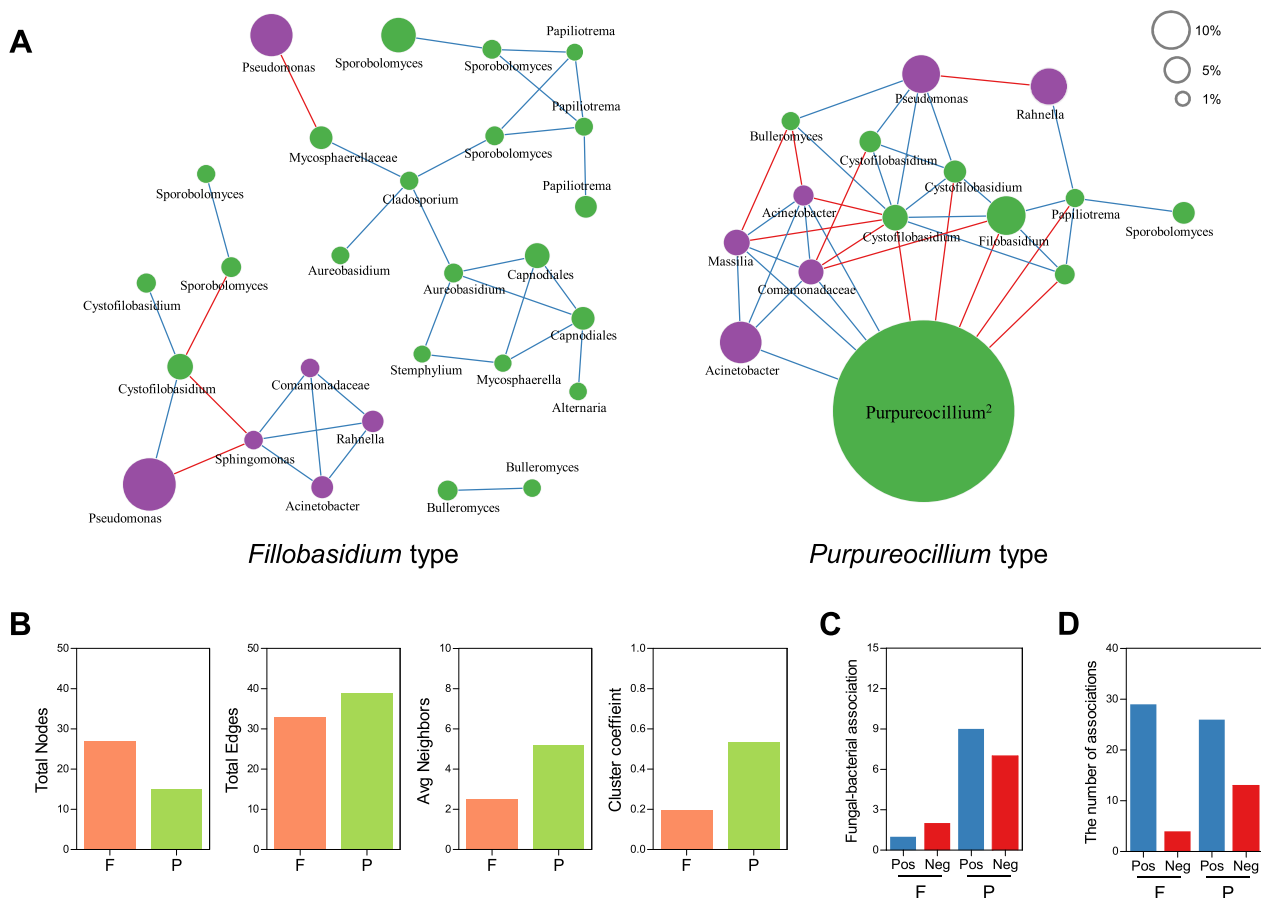 A
Pseudomonas
Sporobolomyces
Sporobolomyces
Papiliotrema
Papiliotrema
Mycosphaerellaceae
Sporobolomyces
Papiliotrema
Sporobolomyces
Cladosporium
Aureobasidium
Sporobolomyces
Aureobasidium
Capnodiales
Cystofilobasidium
Capnodiales
Stemphylium
Mycosphaerella
Alternaria
Cystofilobasidium
Comamonadaceae
Rahnella
Sphingomonas
Acinetobacter
Pseudomonas
Bulleromyces
Bulleromyces
Fillobasidium type
Pseudomonas
Rahnella
Bulleromyces
Cystofilobasidium
Cystofilobasidium
Acinetobacter
Papiliotrema
Sporobolomyces
Cystofilobasidium
Filobasidium
Massilia
Comamonadaceae
Acinetobacter
Purpureocillium²
Purpureocillium type
10%
5%
1%
B
Total Nodes
50
40
30
20
10
0
F P
Total Edges
50
40
30
20
10
0
F P
Avg Neighbors
10
8
6
4
2
0
F P
Cluster coeffieint
1.0
0.8
0.6
0.4
0.2
0.0
F P
C
Fungal-bacterial association
15
12
9
6
3
0
Pos Neg Pos Neg
F P
D
The number of associations
40
30
20
10
0
Pos Neg Pos Neg
F P